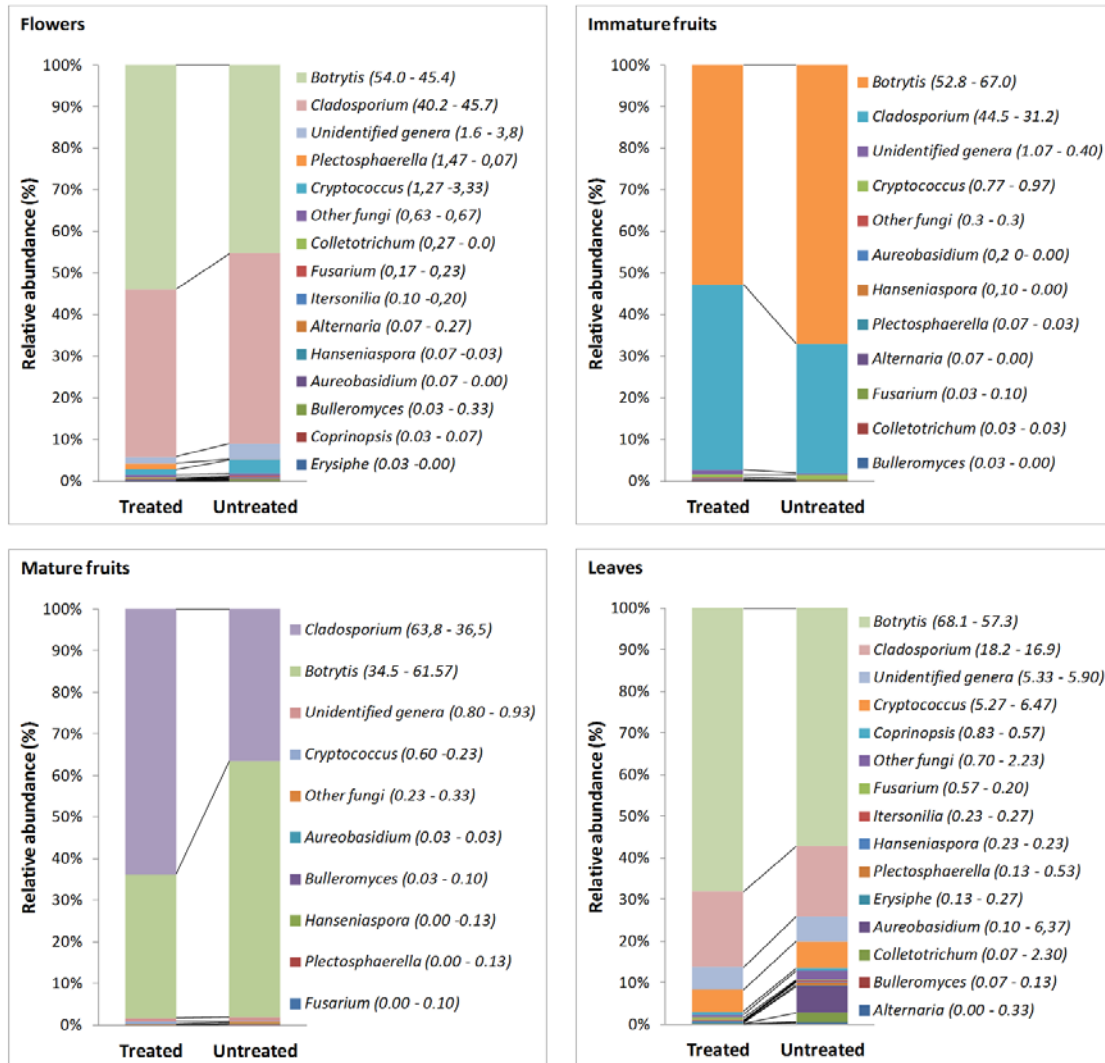 Flowers
Relative abundance (%)
100%
90%
80%
70%
60%
50%
40%
30%
20%
10%
0%
Treated Untreated
Botrytis (54.0 - 45.4)
Cladosporium (40.2 - 45.7)
Unidentified genera (1.6 - 3,8)
Plectosphaerella (1,47 - 0,07)
Cryptococcus (1,27 -3,33)
Other fungi (0,63 - 0,67)
Colletotrichum (0,27 - 0.0)
Fusarium (0,17 - 0,23)
Itersonilia (0.10 -0,20)
Alternaria (0.07 - 0.27)
Hanseniaspora (0.07 -0.03)
Aureobasidium (0.07 - 0.00)
Bulleromyces (0.03 - 0.33)
Coprinopsis (0.03 - 0.07)
Erysiphe (0.03 -0.00)
Immature fruits
Relative abundance (%)
100%
90%
80%
70%
60%
50%
40%
30%
20%
10%
0%
Treated Untreated
Botrytis (52.8 - 67.0)
Cladosporium (44.5 - 31.2)
Unidentified genera (1.07 - 0.40)
Cryptococcus (0.77 - 0.97)
Other fungi (0.3 - 0.3)
Aureobasidium (0,2 0- 0.00)
Hanseniaspora (0,10 - 0.00)
Plectosphaerella (0.07 - 0.03)
Alternaria (0.07 - 0.00)
Fusarium (0.03 - 0.10)
Colletotrichum (0.03 - 0.03)
Bulleromyces (0.03 - 0.00)
Mature fruits
Relative abundance (%)
100%
90%
80%
70%
60%
50%
40%
30%
20%
10%
0%
Treated Untreated
Cladosporium (63,8 - 36,5)
Botrytis (34.5 - 61.57)
Unidentified genera (0.80 - 0.93)
Cryptococcus (0.60 -0.23)
Other fungi (0.23 - 0.33)
Aureobasidium (0.03 - 0.03)
Bulleromyces (0.03 - 0.10)
Hanseniaspora (0.00 -0.13)
Plectosphaerella (0.00 - 0.13)
Fusarium (0.00 - 0.10)
Leaves
Relative abundance (%)
100%
90%
80%
70%
60%
50%
40%
30%
20%
10%
0%
Treated Untreated
Botrytis (68.1 - 57.3)
Cladosporium (18.2 - 16.9)
Unidentified genera (5.33 - 5.90)
Cryptococcus (5.27 - 6.47)
Coprinopsis (0.83 - 0.57)
Other fungi (0.70 - 2.23)
Fusarium (0.57 - 0.20)
Itersonilia (0.23 - 0.27)
Hanseniaspora (0.23 - 0.23)
Plectosphaerella (0.13 - 0.53)
Erysiphe (0.13 - 0.27)
Aureobasidium (0.10 - 6,37)
Colletotrichum (0.07 - 2.30)
Bulleromyces (0.07 - 0.13)
Alternaria (0.00 - 0.33)